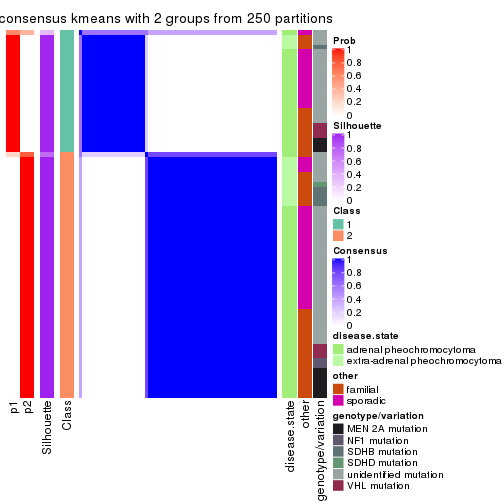 consensus kmeans with 2 groups from 250 partitions
Prob
1
0.8
0.6
0.4
0.2
0
Silhouette
1
0.8
0.6
0.4
0.2
0
Class
1
2
Consensus
1
0.8
0.6
0.4
0.2
0
disease.state
adrenal pheochromocytoma
extra-adrenal pheochromocytoma
other
familial
sporadic
genotype/variation
MEN 2A mutation
NF1 mutation
SDHB mutation
SDHD mutation
unidentified mutation
VHL mutation
p1
p2
Silhouette
Class
disease.state
other
genotype/variation